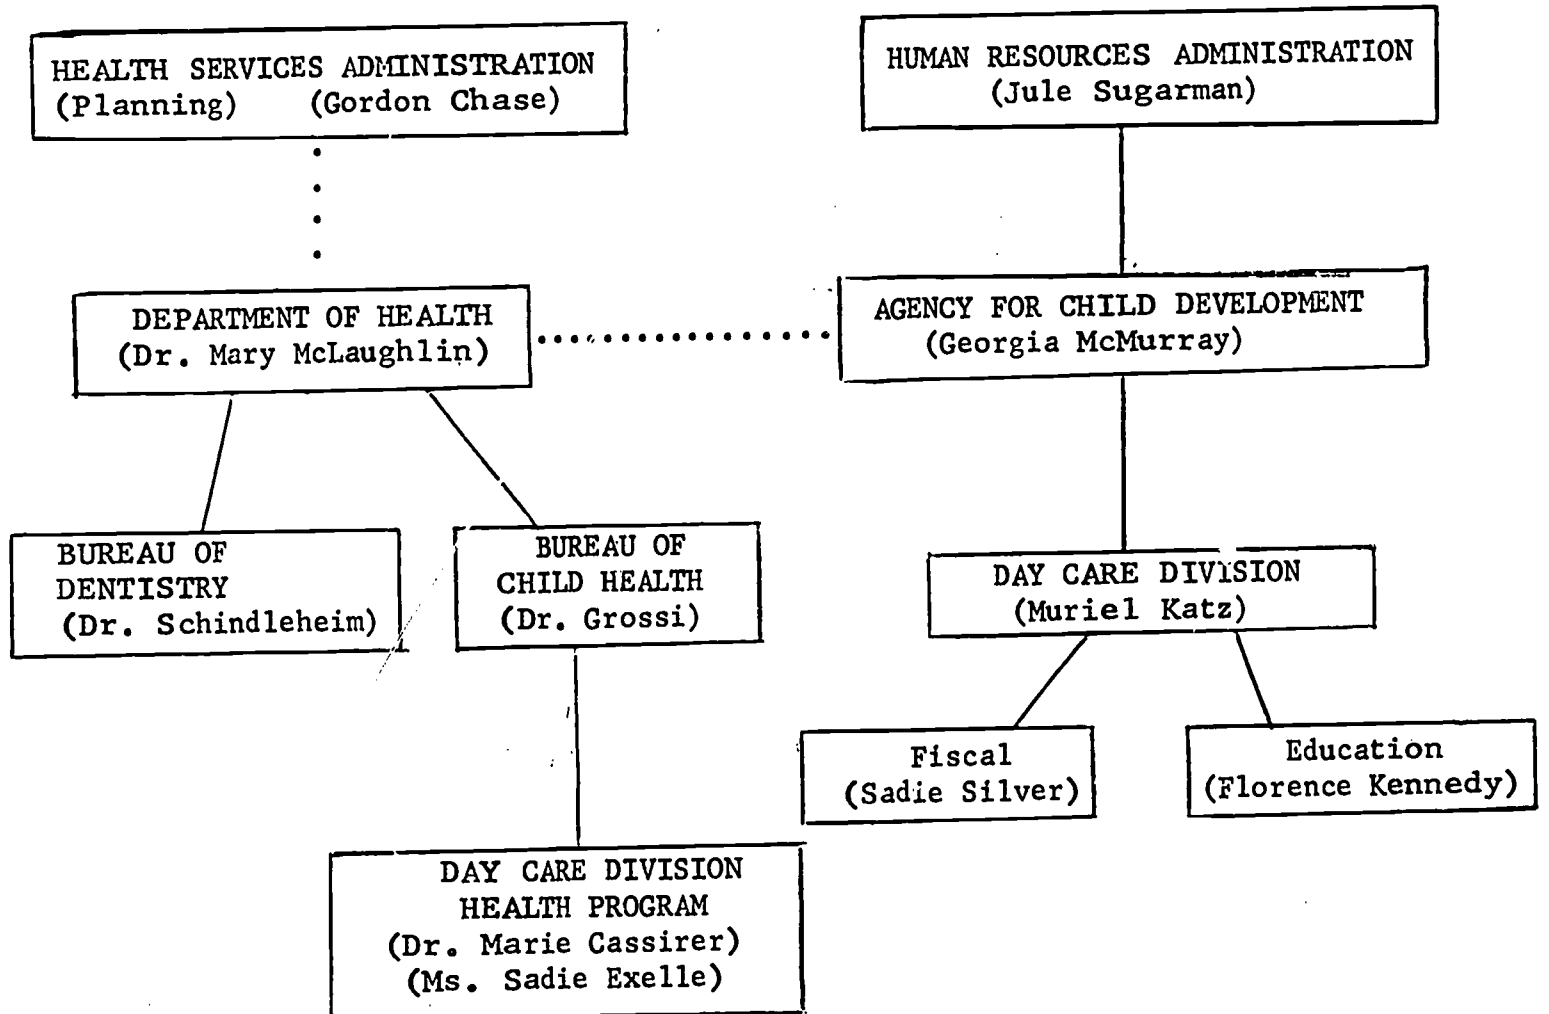 HEALTH SERVICES ADMINISTRATION
(Planning) (Gordon Chase)
HUMAN RESOURCES ADMINISTRATION
(Jule Sugarman)
DEPARTMENT OF HEALTH
(Dr. Mary McLaughlin)
AGENCY FOR CHILD DEVELOPMENT
(Georgia McMurray)
BUREAU OF
DENTISTRY
(Dr. Schindleheim)
BUREAU OF
CHILD HEALTH
(Dr. Grossi)
DAY CARE DIVISION
(Muriel Katz)
Fiscal
(Sadie Silver)
Education
(Florence Kennedy)
DAY CARE DIVISION
HEALTH PROGRAM
(Dr. Marie Cassirer)
(Ms. Sadie Exelle)